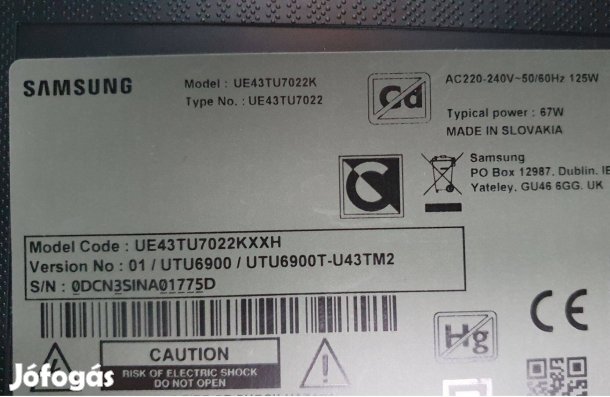 SAMSUNG
Model : UE43TU7022K
Type No. : UE43TU7022
Cd
AC220-240V~50/60Hz 125W
Typical power : 67W
MADE IN SLOVAKIA
Samsung
PO Box 12987, Dublin. IE
Yateley, GU46 6GG. UK
Model Code : UE43TU7022KXXH
Version No : 01 / UTU6900 / UTU6900T-U43TM2
S/N : 0DCN3SINA01775D
CE
Hg
CAUTION
RISK OF ELECTRIC SHOCK
DO NOT OPEN
Jófogás